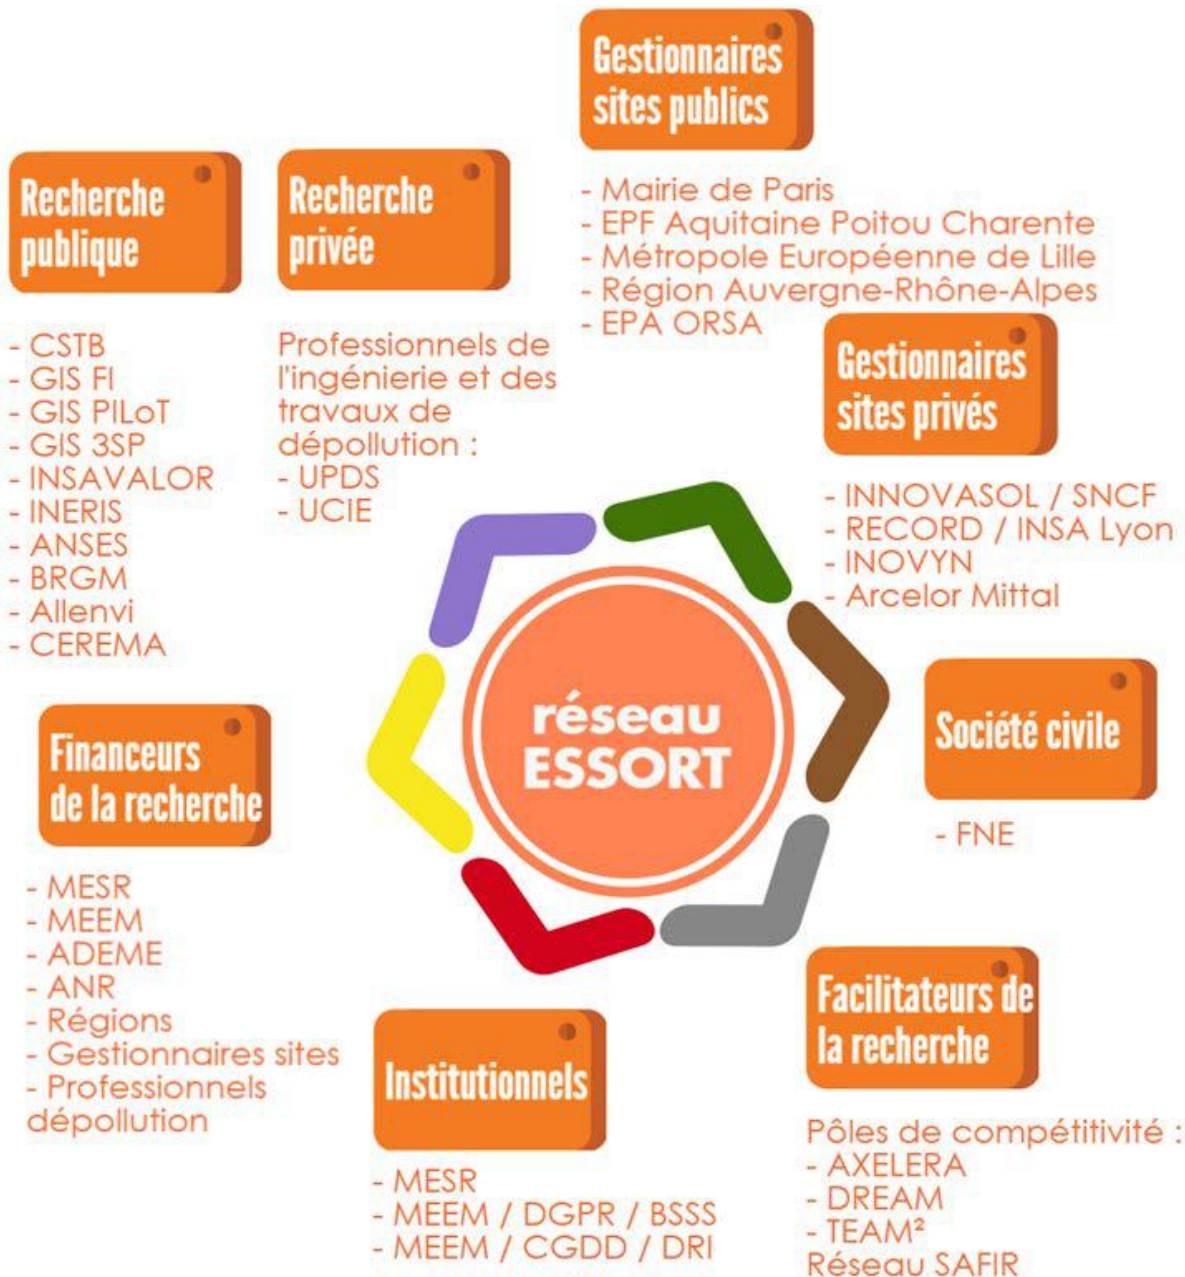 Gestionnaires
sites publics
- Mairie de Paris
- EPF Aquitaine Poitou Charente
- Métropole Européenne de Lille
- Région Auvergne-Rhône-Alpes
- EPA ORSA
Recherche
publique
- CSTB
- GIS FI
- GIS PILoT
- GIS 3SP
- INSAVALOR
- INERIS
- ANSES
- BRGM
- Allenvi
- CEREMA
Recherche
privée
Professionnels de
l'ingénierie et des
travaux de
dépollution :
- UPDS
- UCIE
Gestionnaires
sites privés
- INNOVASOL / SNCF
- RECORD / INSA Lyon
- INOVYN
- Arcelor Mittal
réseau
ESSORT
Société civile
- FNE
Financeurs
de la recherche
- MESR
- MEEM
- ADEME
- ANR
- Régions
- Gestionnaires sites
- Professionnels
dépollution
Institutionnels
- MESR
- MEEM / DGPR / BSSS
- MEEM / CGDD / DRI
Facilitateurs de
la recherche
Pôles de compétitivité :
- AXELERA
- DREAM
- TEAM²
Réseau SAFIR